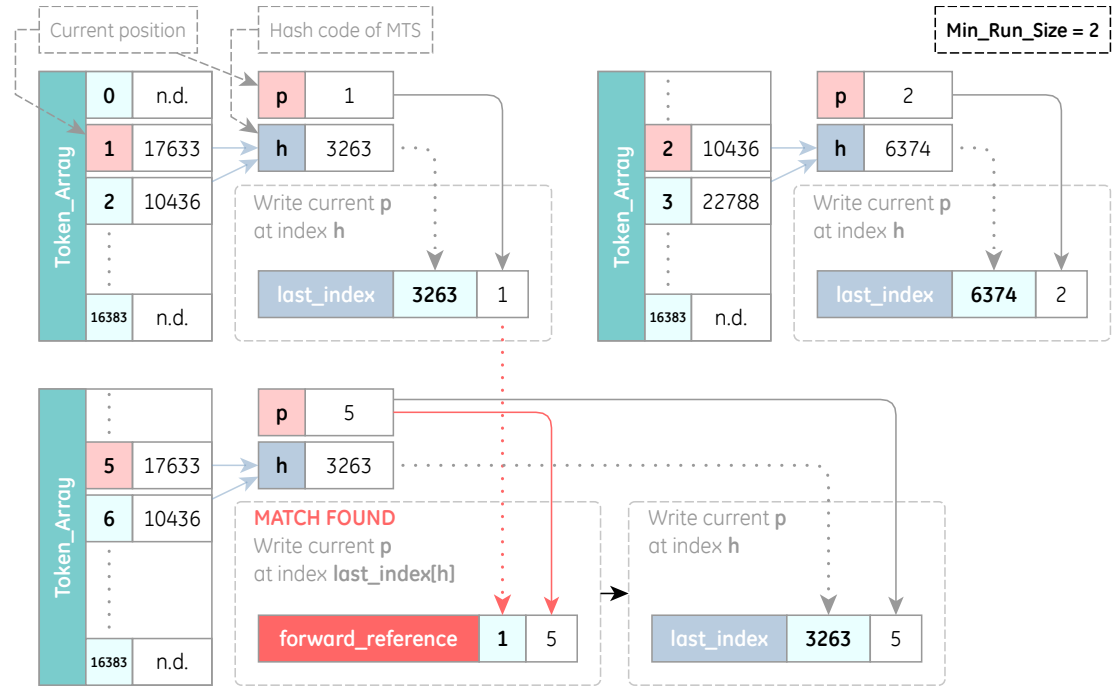 Current position
Hash code of MTS
Min_Run_Size = 2
Token_Array
0 n.d.
1 17633
2 10436
16383 n.d.
p 1
h 3263
Write current p
at index h
last_index 3263 1
Token_Array
2 10436
3 22788
16383 n.d.
p 2
h 6374
Write current p
at index h
last_index 6374 2
Token_Array
5 17633
6 10436
16383 n.d.
p 5
h 3263
MATCH FOUND
Write current p
at index last_index[h]
forward_reference 1 5
Write current p
at index h
last_index 3263 5